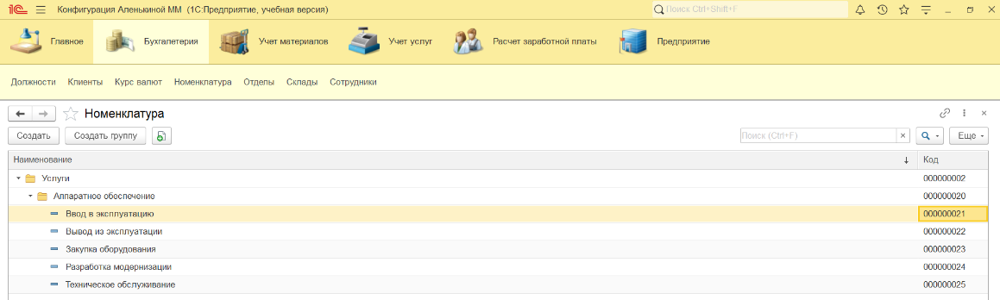 1С Конфигурация Аленькиной ММ (1С:Предприятие, учебная версия) Поиск Ctrl+Shift+F
Главное Бухгалтерия Учет материалов Учет услуг Расчет заработной платы Предприятие
Должности Клиенты Курс валют Номенклатура Отделы Склады Сотрудники
Номенклатура
Создать Создать группу Поиск (Ctrl+F) Еще
Наименование Код
Услуги 000000002
Аппаратное обеспечение 000000020
Ввод в эксплуатацию 000000021
Вывод из эксплуатации 000000022
Закупка оборудования 000000023
Разработка модернизации 000000024
Техническое обслуживание 000000025